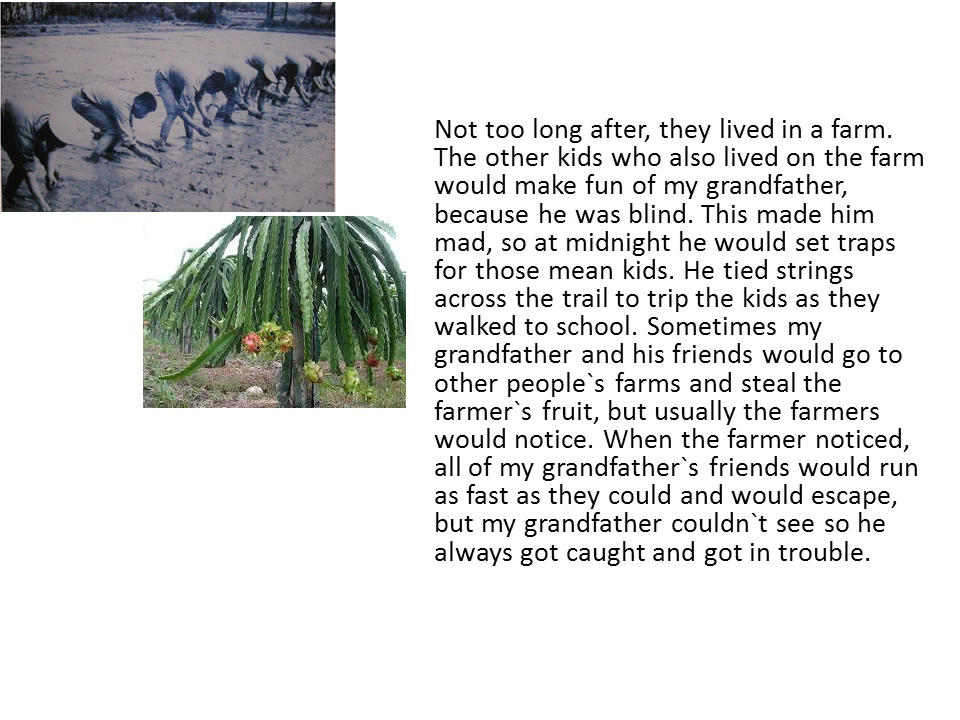 Not too long after, they lived in a farm.
The other kids who also lived on the farm
would make fun of my grandfather,
because he was blind. This made him
mad, so at midnight he would set traps
for those mean kids. He tied strings
across the trail to trip the kids as they
walked to school. Sometimes my
grandfather and his friends would go to
other people`s farms and steal the
farmer`s fruit, but usually the farmers
would notice. When the farmer noticed,
all of my grandfather`s friends would run
as fast as they could and would escape,
but my grandfather couldn`t see so he
always got caught and got in trouble.